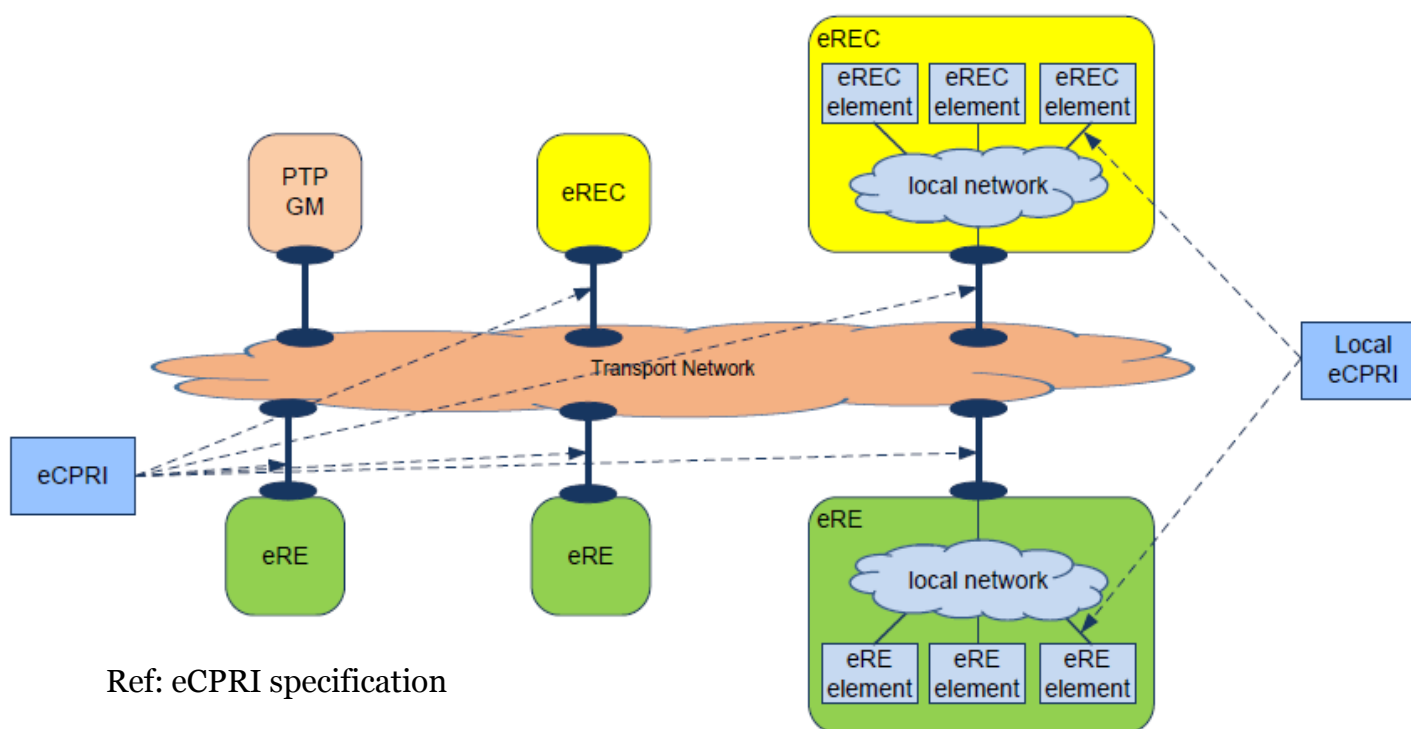 eREC
eREC
element
eREC
element
eREC
element
local network
PTP
GM
eREC
Transport Network
Local
eCPRI
eCPRI
eRE
eRE
eRE
local network
eRE
element
eRE
element
eRE
element
Ref: eCPRI specification